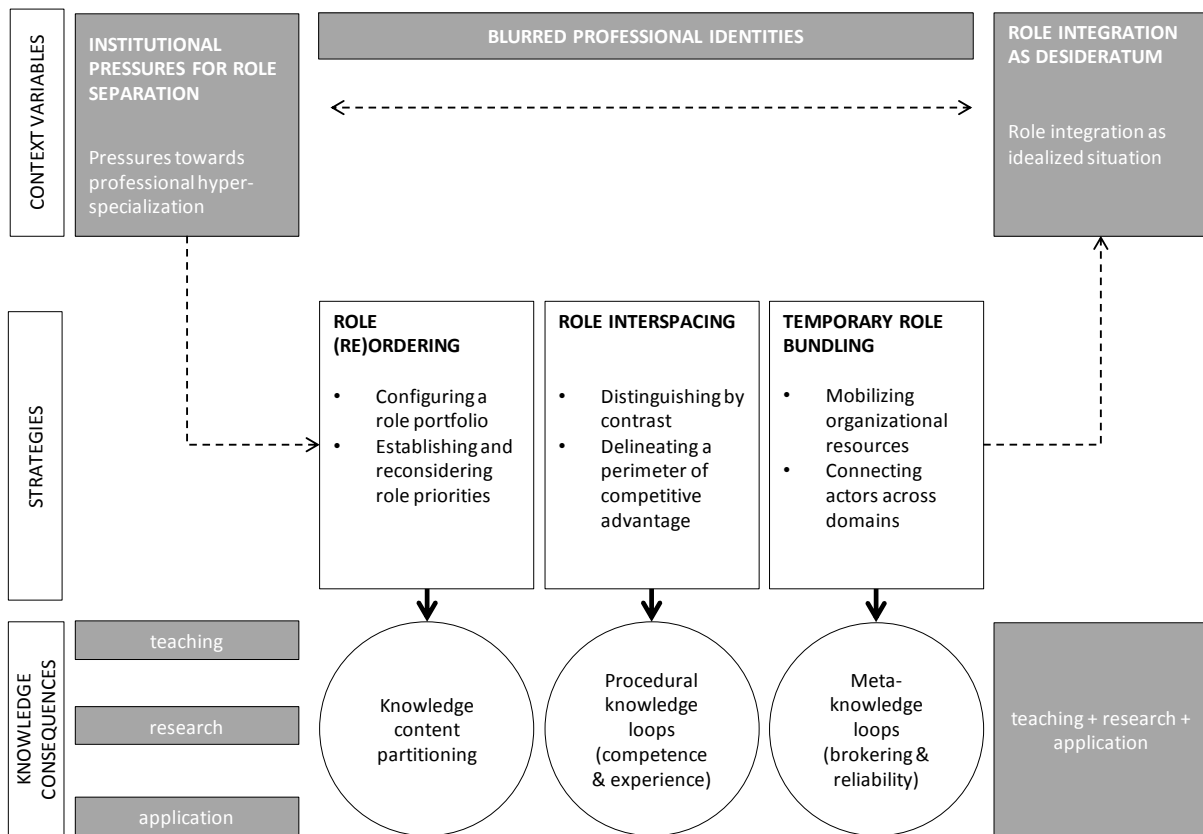 CONTEXT VARIABLES
INSTITUTIONAL
PRESSURES FOR ROLE
SEPARATION
Pressures towards
professional hyper-
specialization
BLURRED PROFESSIONAL IDENTITIES
ROLE INTEGRATION
AS DESIDERATUM
Role integration as
idealized situation
STRATEGIES
ROLE
(RE)ORDERING
• Configuring a
role portfolio
• Establishing and
reconsidering
role priorities
ROLE INTERSPACING
• Distinguishing by
contrast
• Delineating a
perimeter of
competitive
advantage
TEMPORARY ROLE
BUNDLING
• Mobilizing
organizational
resources
• Connecting
actors across
domains
KNOWLEDGE
CONSEQUENCES
teaching
research
application
Knowledge
content
partitioning
Procedural
knowledge
loops
(competence
& experience)
Meta-
knowledge
loops
(brokering &
reliability)
teaching + research +
application